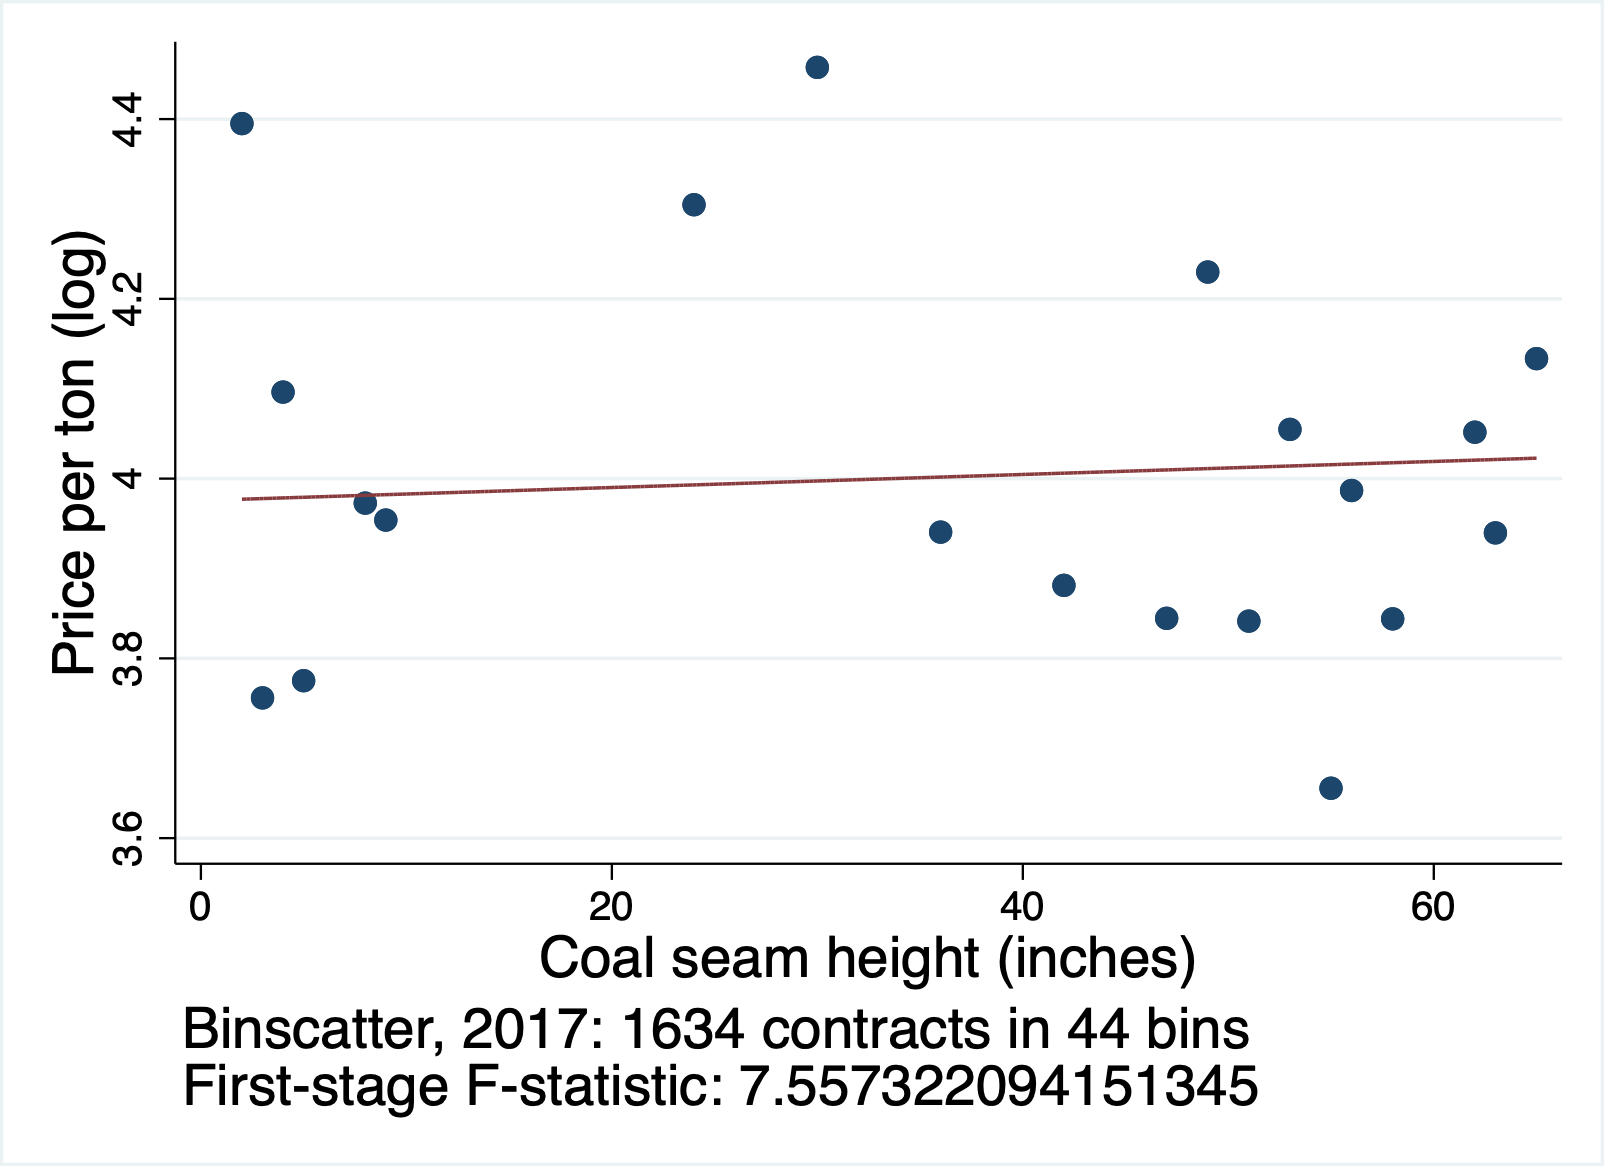 4.4
4.2
4
3.8
3.6
Price per ton (log)
0 20 40 60
Coal seam height (inches)
Binscatter, 2017: 1634 contracts in 44 bins
First-stage F-statistic: 7.557322094151345